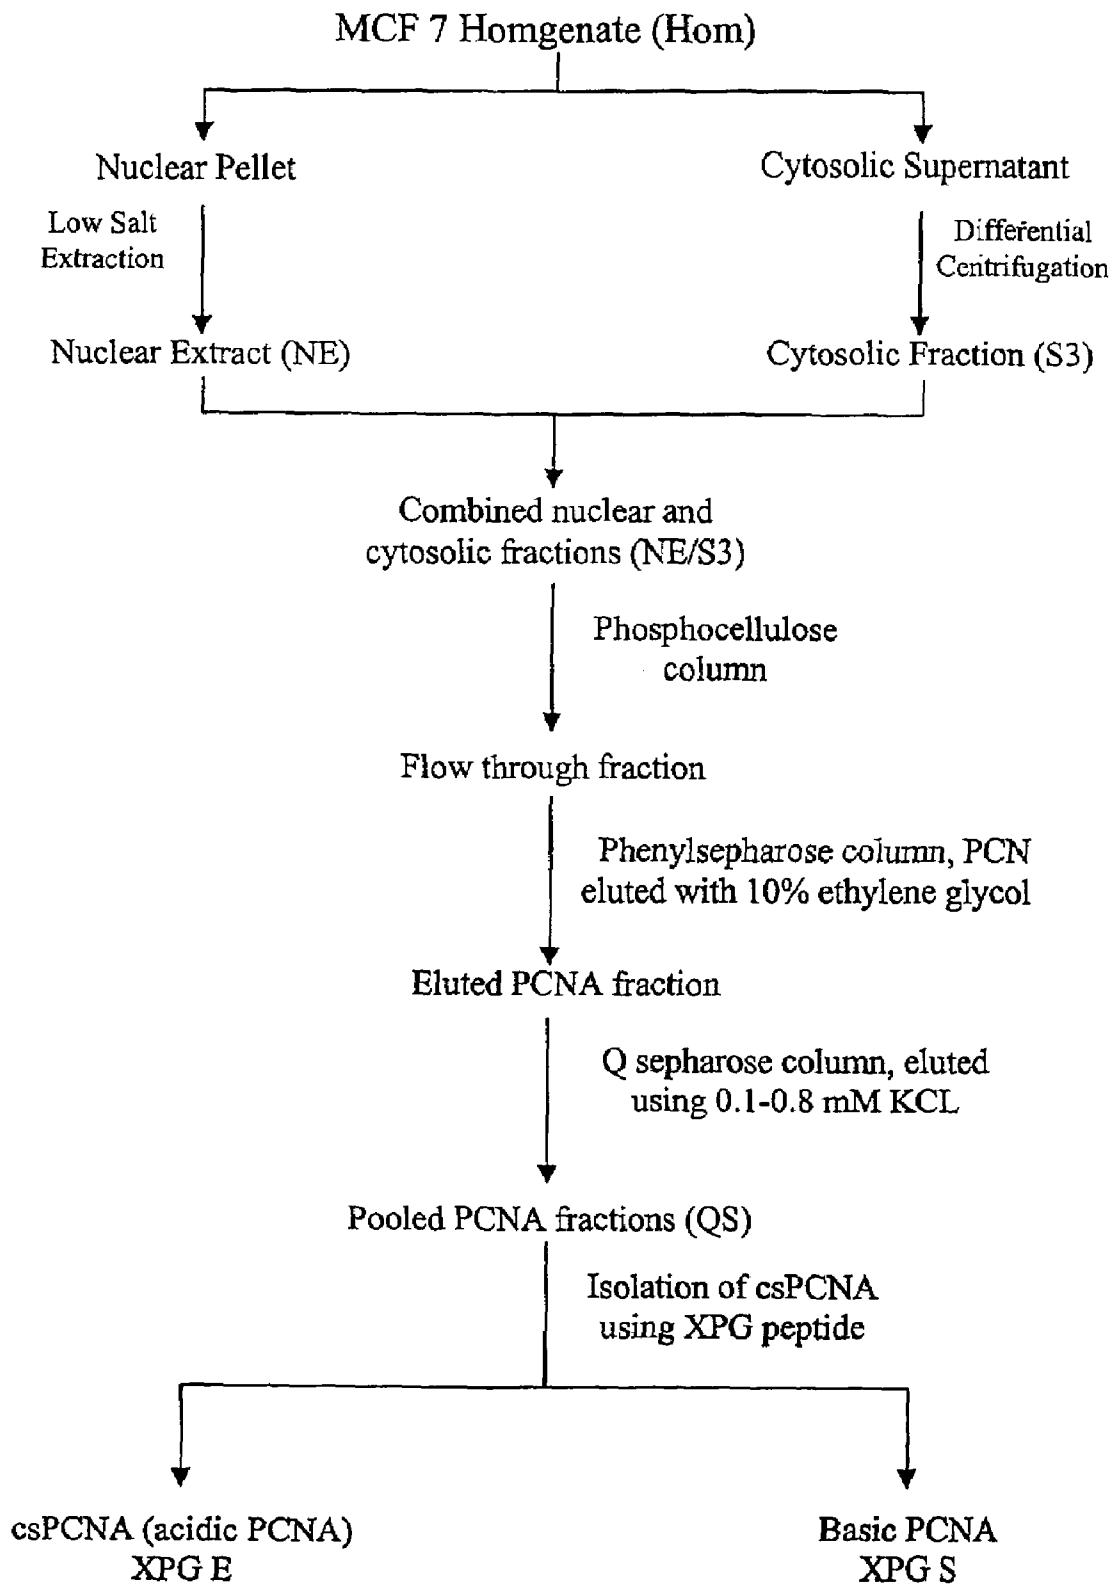 MCF 7 Homgenate (Hom)
Nuclear Pellet
Cytosolic Supernatant
Low Salt
Extraction
Differential
Centrifugation
Nuclear Extract (NE)
Cytosolic Fraction (S3)
Combined nuclear and
cytosolic fractions (NE/S3)
Phosphocellulose
column
Flow through fraction
Phenylsepharose column, PCN
eluted with 10% ethylene glycol
Eluted PCNA fraction
Q sepharose column, eluted
using 0.1-0.8 mM KCL
Pooled PCNA fractions (QS)
Isolation of csPCNA
using XPG peptide
csPCNA (acidic PCNA)
XPG E
Basic PCNA
XPG S